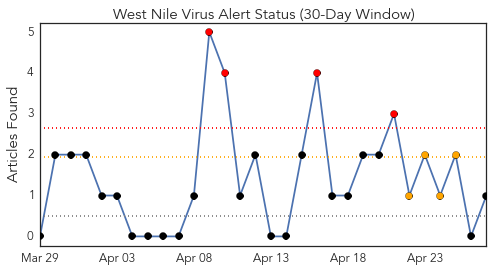 West Nile Virus Alert Status (30-Day Window)
Articles Found
5
4
3
2
1
0
Mar 29 Apr 03 Apr 08 Apr 13 Apr 18 Apr 23